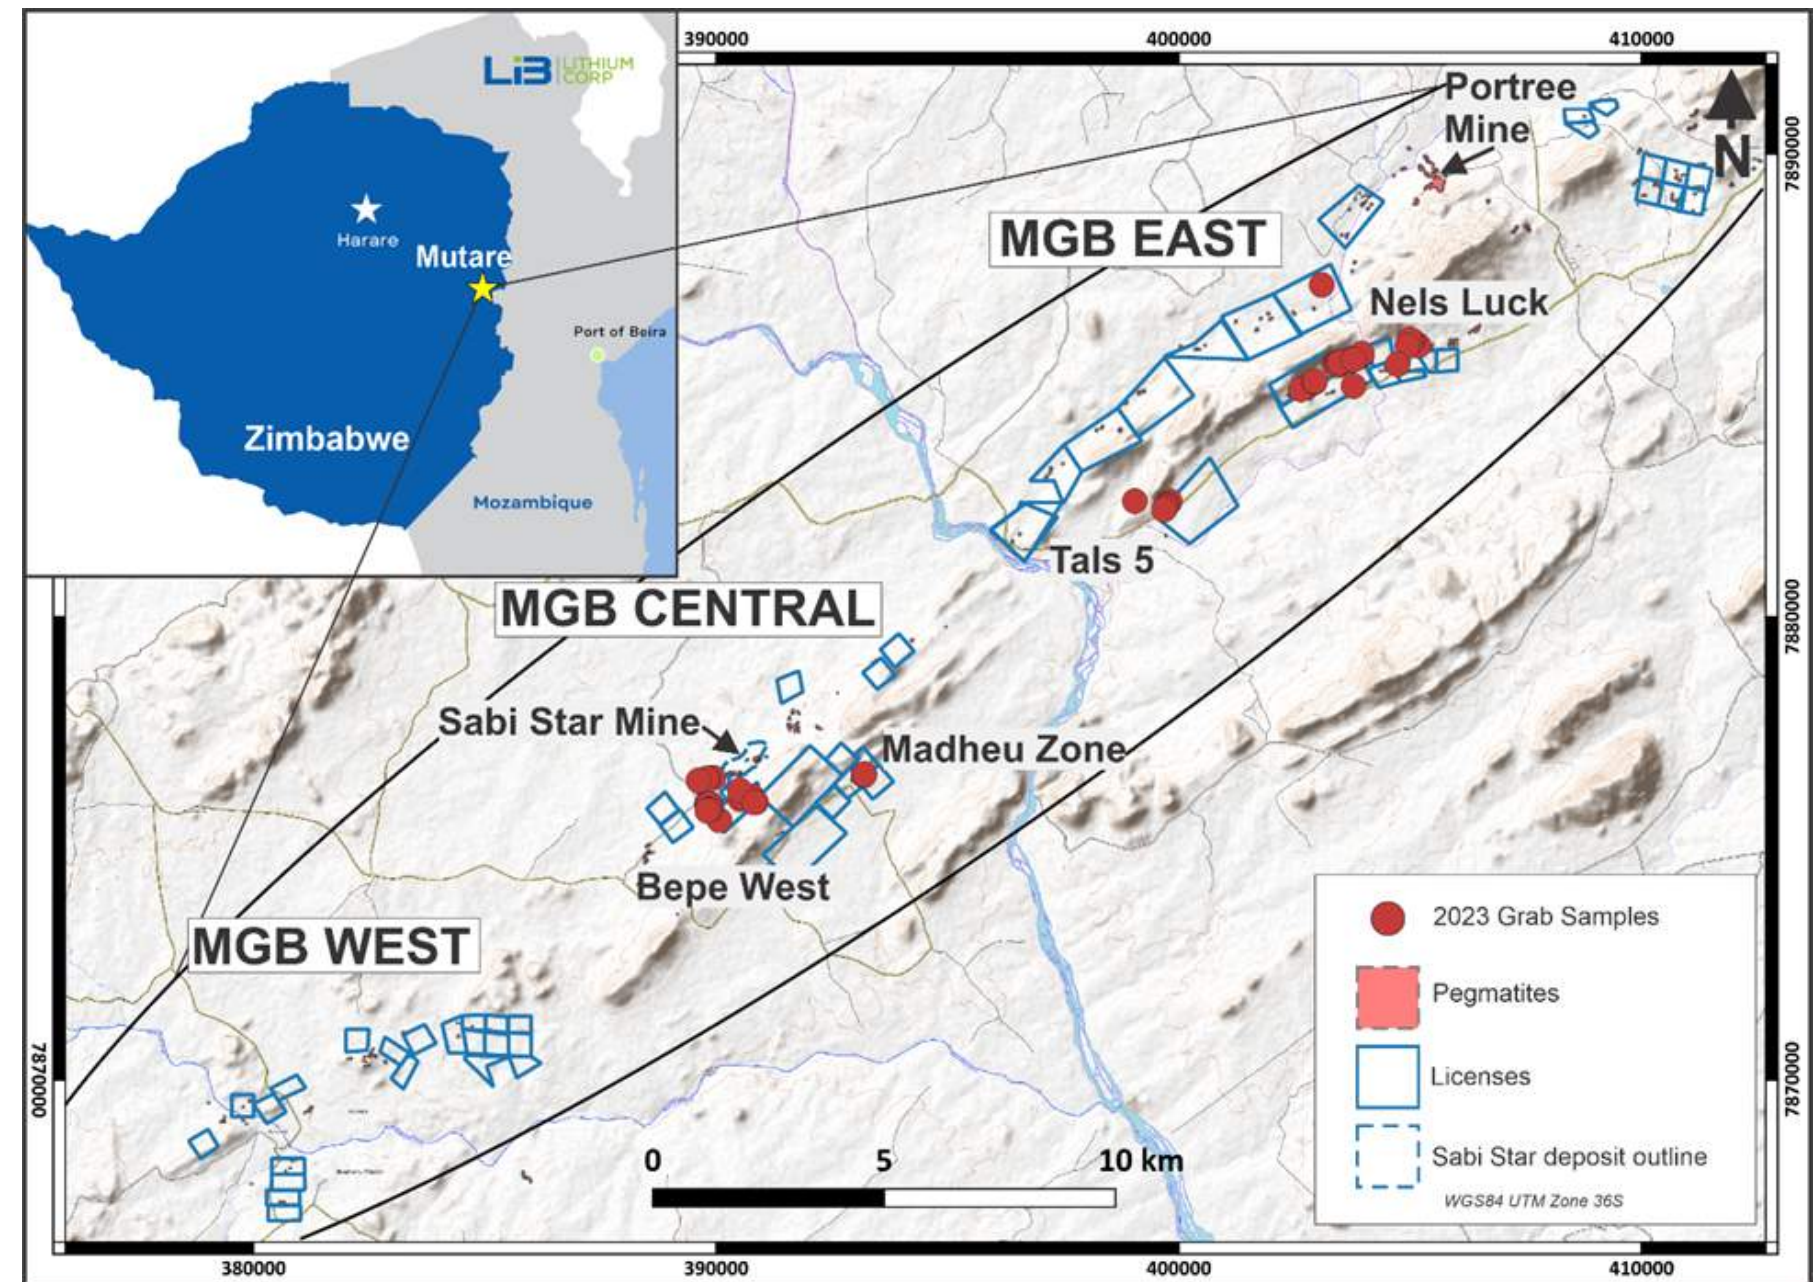 390000
400000
410000
LiB LITHIUM
CORP
Harare
Mutare
Port of Beira
Zimbabwe
Mozambique
Portree
Mine
N
7890000
MGB EAST
Nels Luck
Tals 5
7880000
MGB CENTRAL
Sabi Star Mine
Madheu Zone
Bepe West
MGB WEST
7870000
7870000
2023 Grab Samples
Pegmatites
Licenses
Sabi Star deposit outline
WGS84 UTM Zone 36S
0 5 10 km
380000
390000
400000
410000